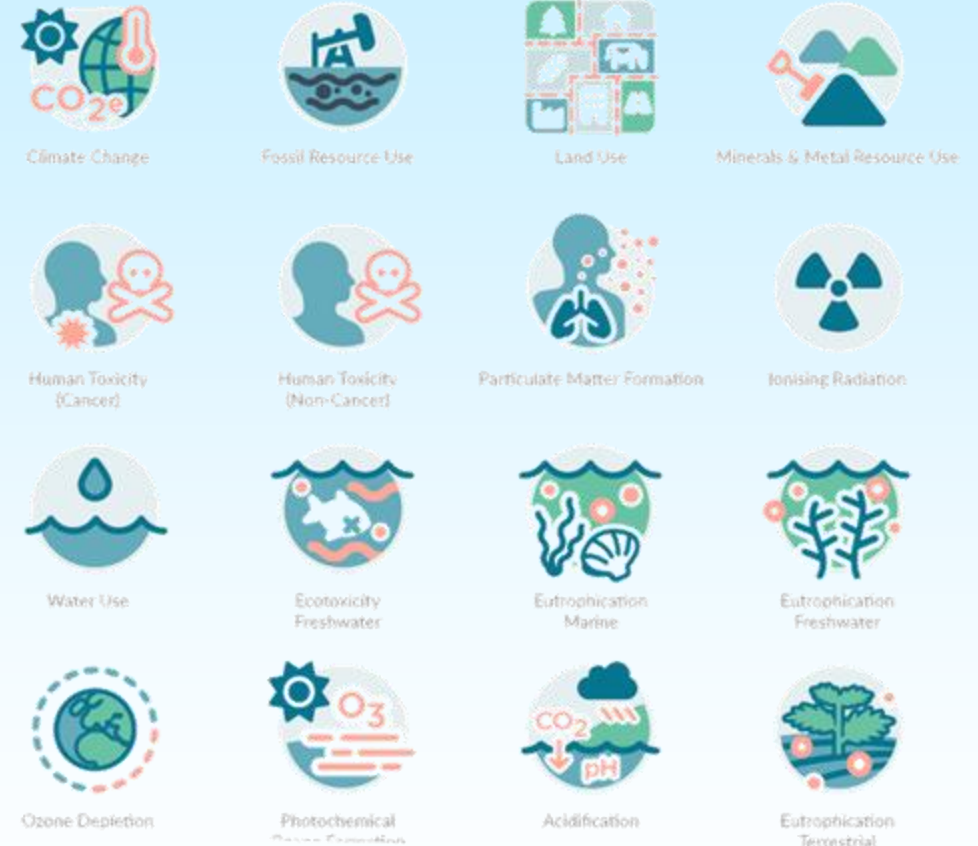 CO2e
Climate Change
Fossil Resource Use
Land Use
Minerals & Metal Resource Use
Human Toxicity
(Cancer)
Human Toxicity
(Non-Cancer)
Particulate Matter Formation
Ionising Radiation
Water Use
Ecotoxicity
Freshwater
Eutrophication
Marine
Eutrophication
Freshwater
Ozone Depletion
O3
Photochemical
Ozone Formation
CO2
pH
Acidification
Eutrophication
Terrestrial